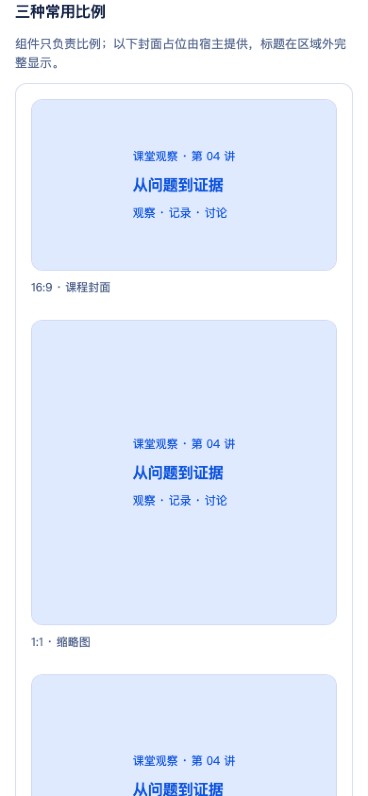 三种常用比例
组件只负责比例；以下封面占位由宿主提供，标题在区域外完
整显示。
课堂观察 · 第 04 讲
从问题到证据
观察 · 记录 · 讨论
16:9 · 课程封面
课堂观察 · 第 04 讲
从问题到证据
观察 · 记录 · 讨论
1:1 · 缩略图
课堂观察 · 第 04 讲
从问题到证据